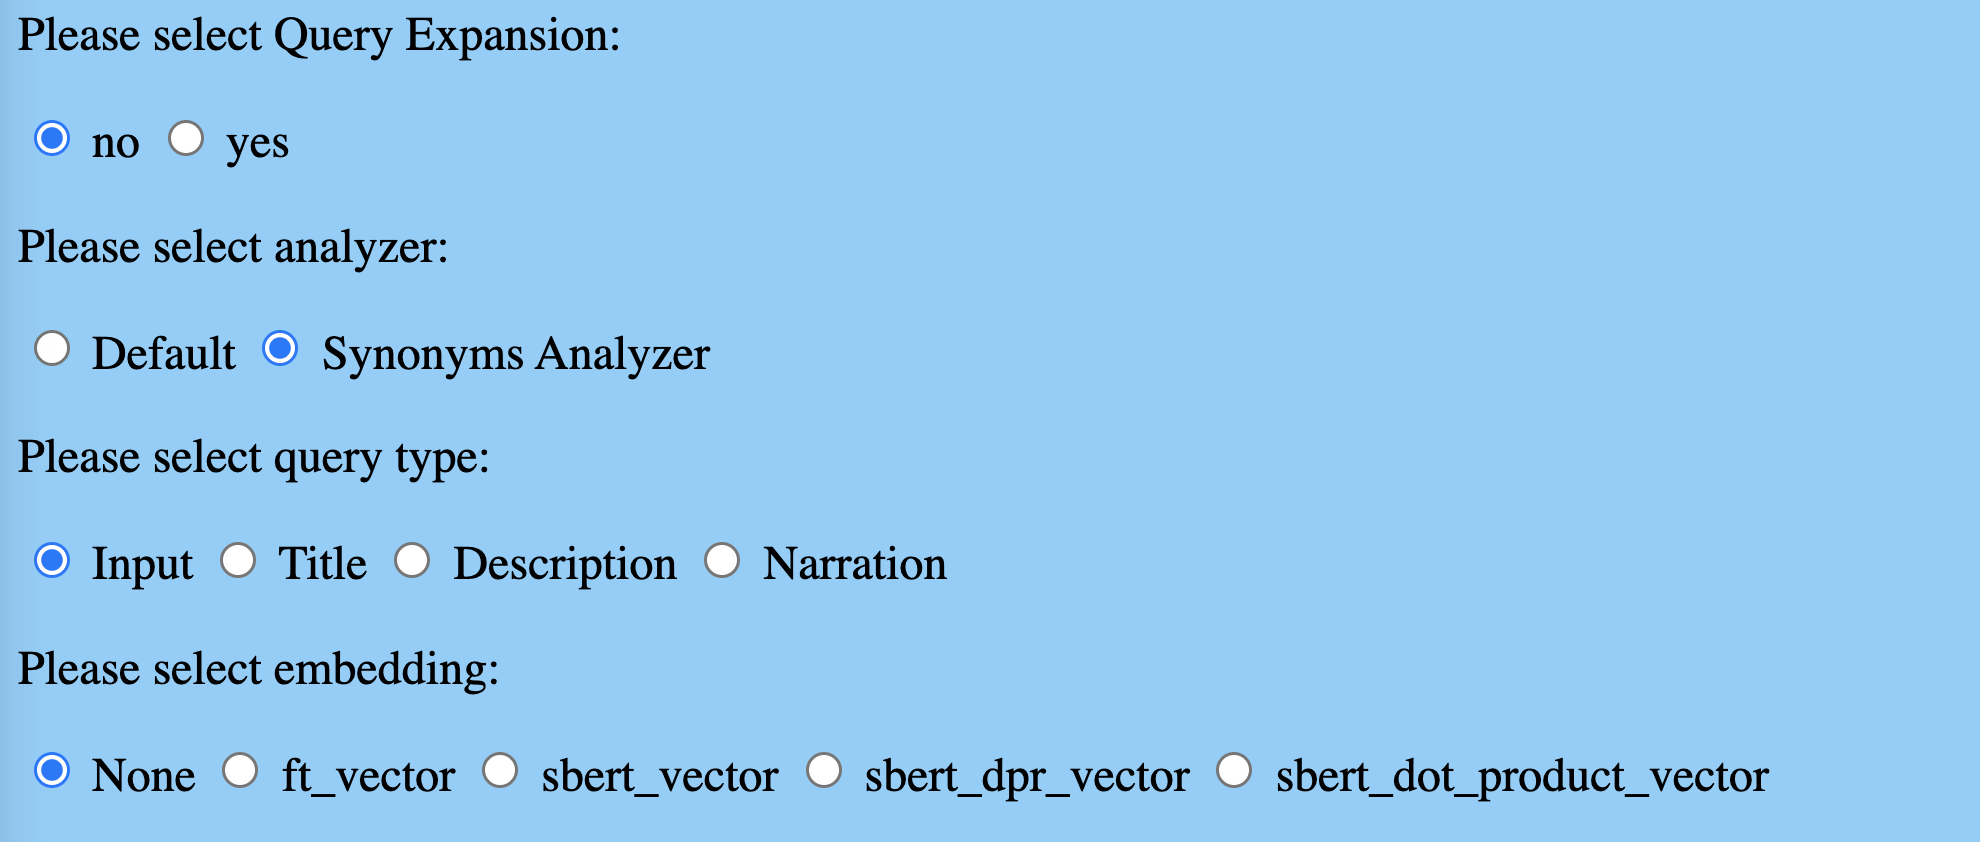 Please select Query Expansion:
no yes
Please select analyzer:
Default Synonyms Analyzer
Please select query type:
Input Title Description Narration
Please select embedding:
None ft_vector sbert_vector sbert_dpr_vector sbert_dot_product_vector